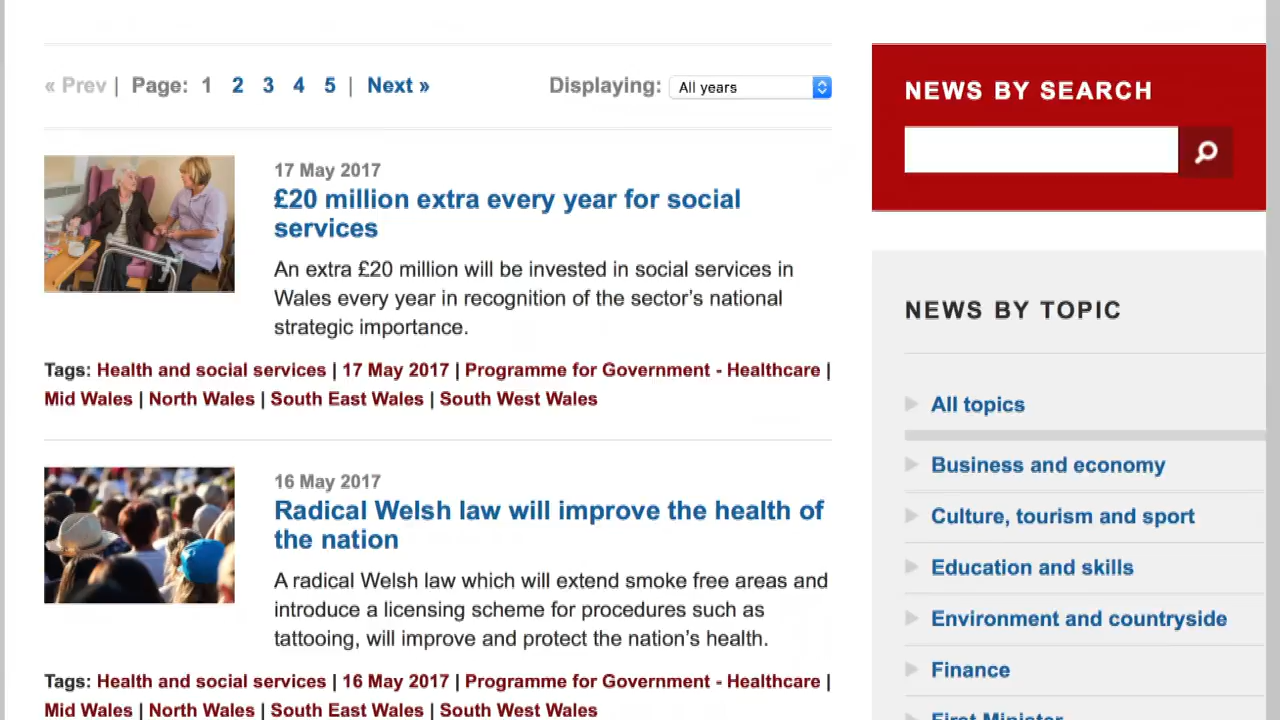 « Prev | Page: 1 2 3 4 5 | Next »
Displaying: All years
17 May 2017
£20 million extra every year for social
services
An extra £20 million will be invested in social services in
Wales every year in recognition of the sector’s national
strategic importance.
Tags: Health and social services | 17 May 2017 | Programme for Government - Healthcare |
Mid Wales | North Wales | South East Wales | South West Wales
16 May 2017
Radical Welsh law will improve the health of
the nation
A radical Welsh law which will extend smoke free areas and
introduce a licensing scheme for procedures such as
tattooing, will improve and protect the nation’s health.
Tags: Health and social services | 16 May 2017 | Programme for Government - Healthcare |
Mid Wales | North Wales | South East Wales | South West Wales
NEWS BY SEARCH
NEWS BY TOPIC
All topics
Business and economy
Culture, tourism and sport
Education and skills
Environment and countryside
Finance
First Minister